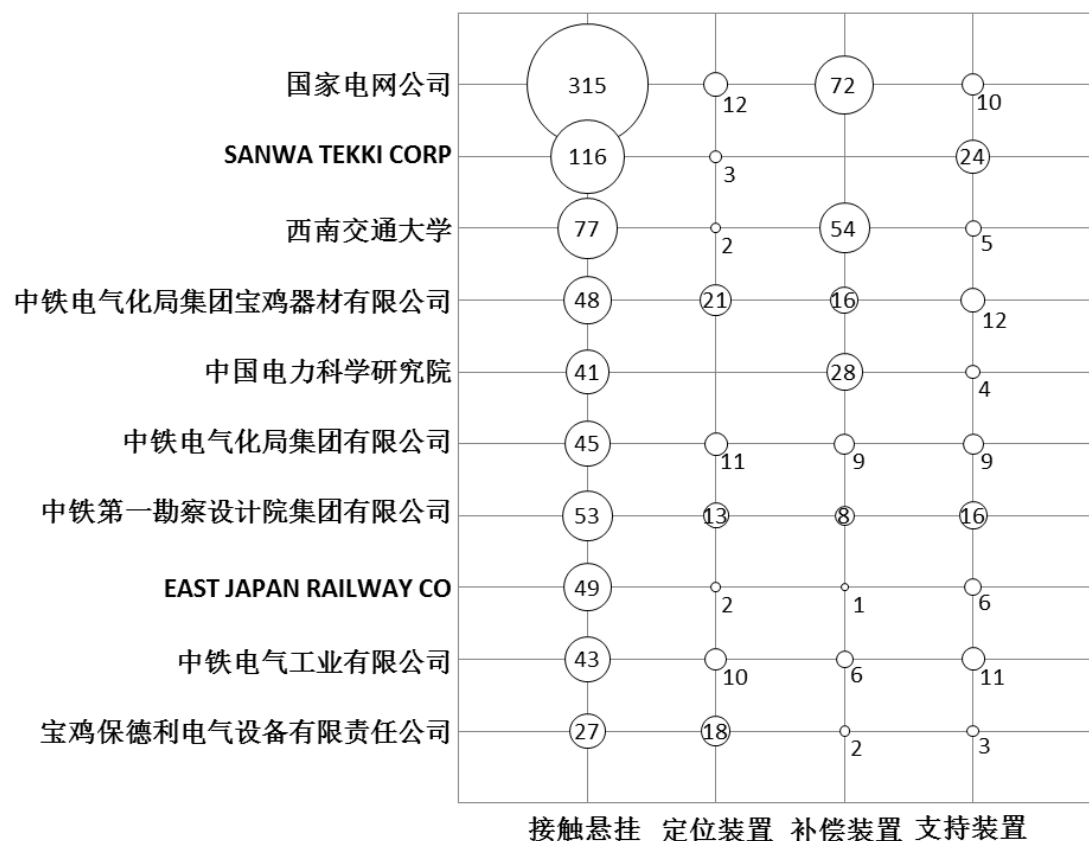 国家电网公司 315 12 72 10
SANWA TEKKI CORP 116 3 24
西南交通大学 77 2 54 5
中铁电气化局集团宝鸡器材有限公司 48 21 16 12
中国电力科学研究院 41 28 4
中铁电气化局集团有限公司 45 11 9 9
中铁第一勘察设计院集团有限公司 53 13 8 16
EAST JAPAN RAILWAY CO 49 2 1 6
中铁电气工业有限公司 43 10 6 11
宝鸡保德利电气设备有限责任公司 27 18 2 3
接触悬挂 定位装置 补偿装置 支持装置